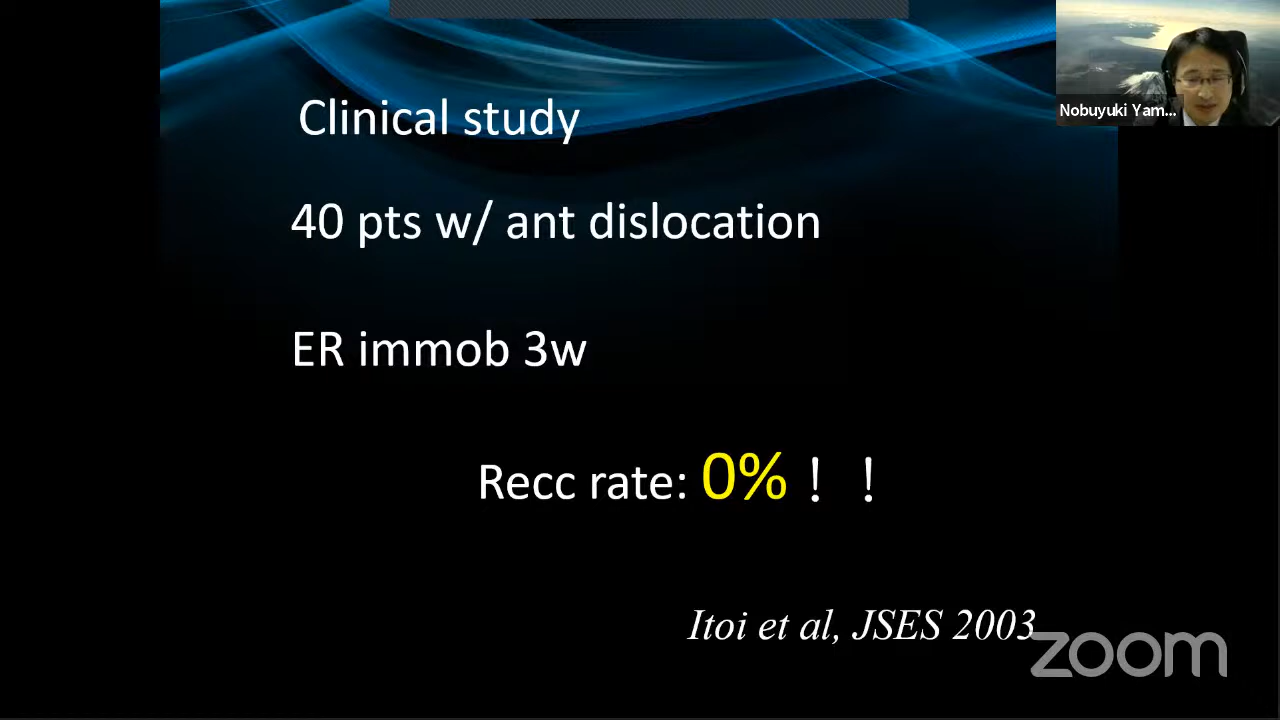 Nobuyuki Yam...
Clinical study
40 pts w/ ant dislocation
ER immob 3w
Recc rate: 0%！！
Itoi et al, JSES 2003
zoom